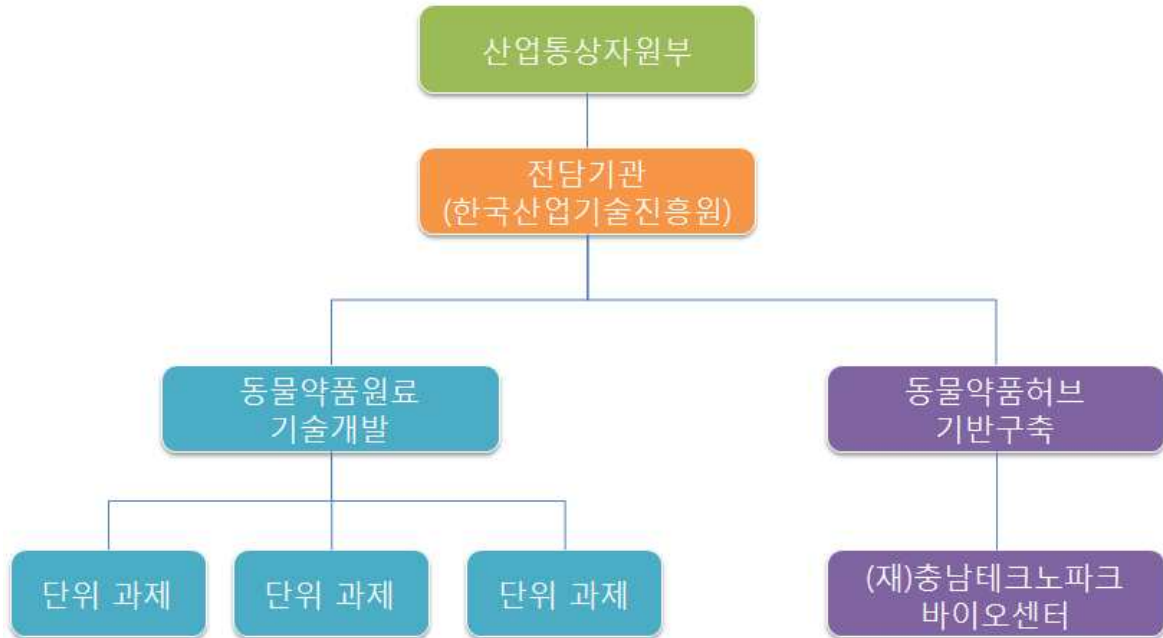 산업통상자원부
전담기관
(한국산업기술진흥원)
동물약품원료
기술개발
동물약품허브
기반구축
단위 과제
단위 과제
단위 과제
(재)충남테크노파크
바이오센터